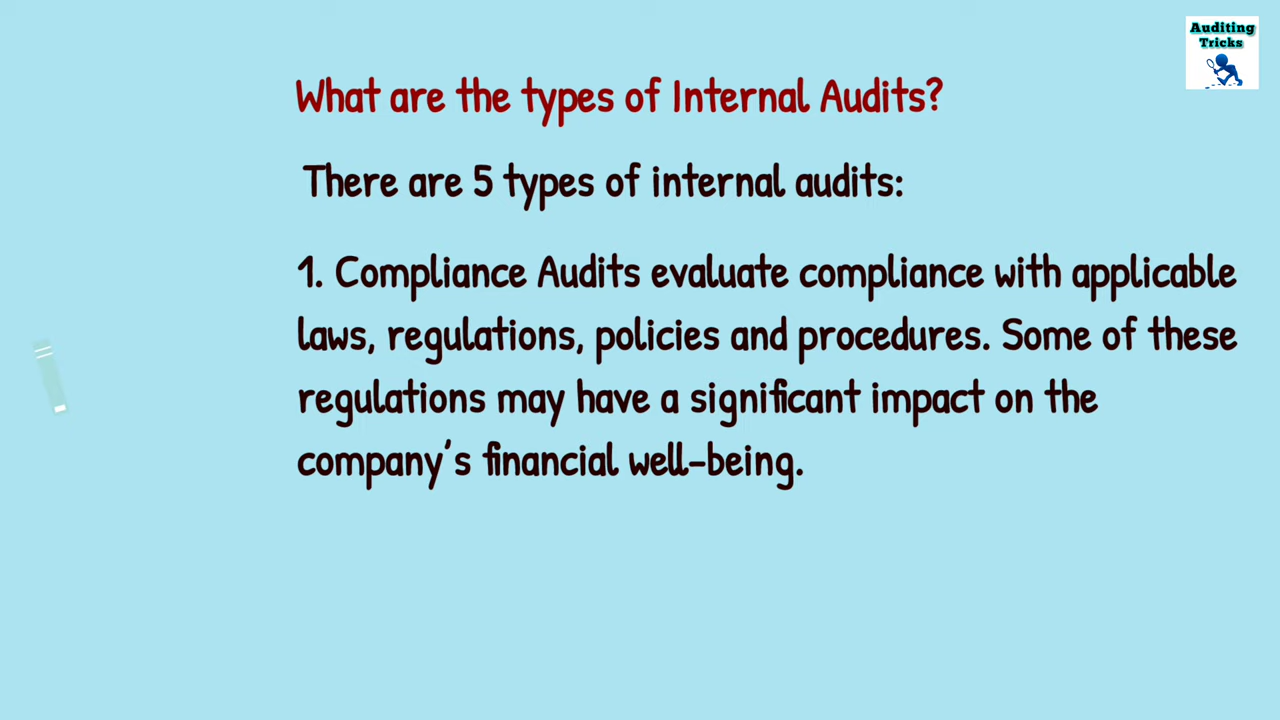 Auditing
Tricks
What are the types of Internal Audits?
There are 5 types of internal audits:
1. Compliance Audits evaluate compliance with applicable
laws, regulations, policies and procedures. Some of these
regulations may have a significant impact on the
company's financial well-being.